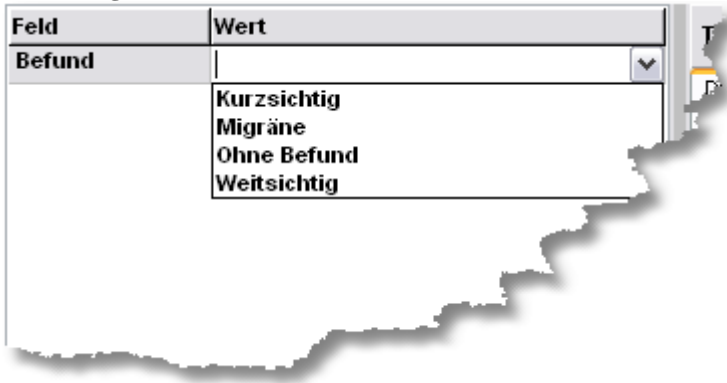 Feld Wert
Befund
Kurzsichtig
Migräne
Ohne Befund
Weitsichtig